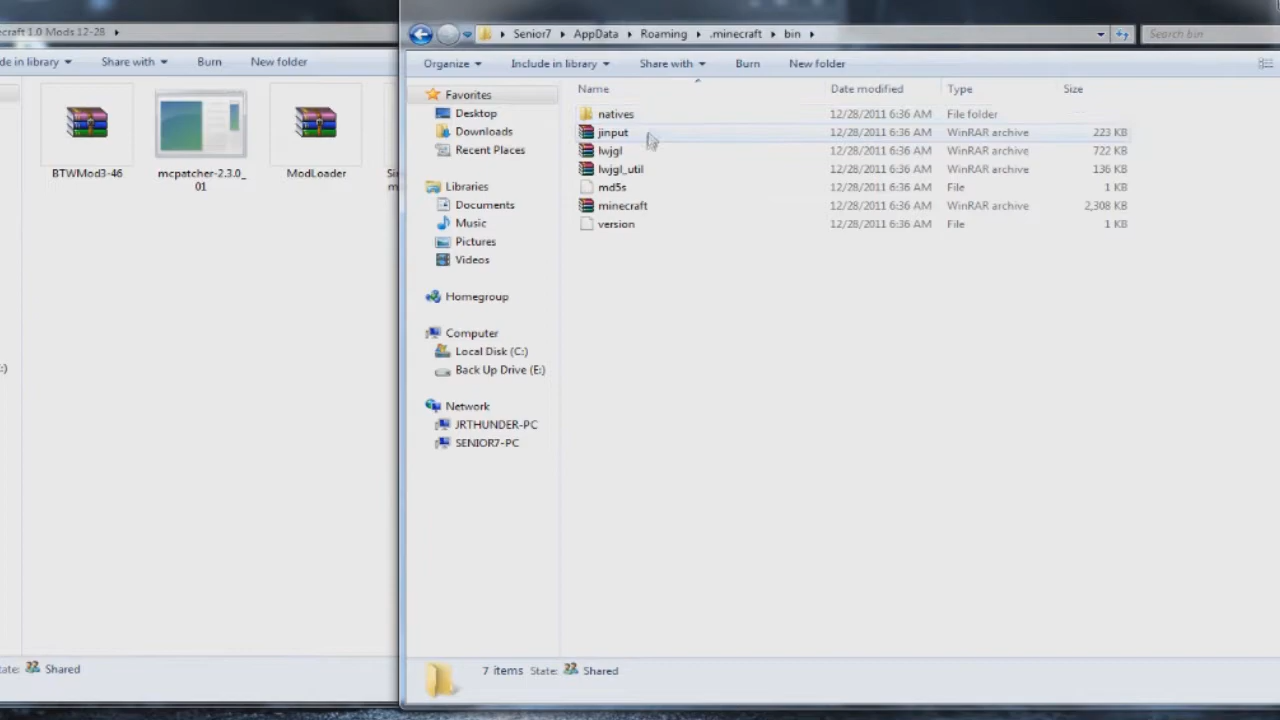 ecraft 1.0 Mods 12-28
de in library
Share with
Burn
New folder
BTWMod3-46
mcpatcher-2.3.0_
01
ModLoader
:)
Shared
Senior7
AppData
Roaming
.minecraft
bin
Search bin
Organize
Include in library
Share with
Burn
New folder
Favorites
Desktop
Downloads
Recent Places
Libraries
Documents
Music
Pictures
Videos
Homegroup
Computer
Local Disk (C:)
Back Up Drive (E:)
Network
JRTHUNDER-PC
SENIOR7-PC
Name Date modified Type Size
natives 12/28/2011 6:36 AM File folder
jinput 12/28/2011 6:36 AM WinRAR archive 223 KB
lwjgl 12/28/2011 6:36 AM WinRAR archive 722 KB
lwjgl_util 12/28/2011 6:36 AM WinRAR archive 136 KB
md5s 12/28/2011 6:36 AM File 1 KB
minecraft 12/28/2011 6:36 AM WinRAR archive 2,308 KB
version 12/28/2011 6:36 AM File 1 KB
7 items State: Shared